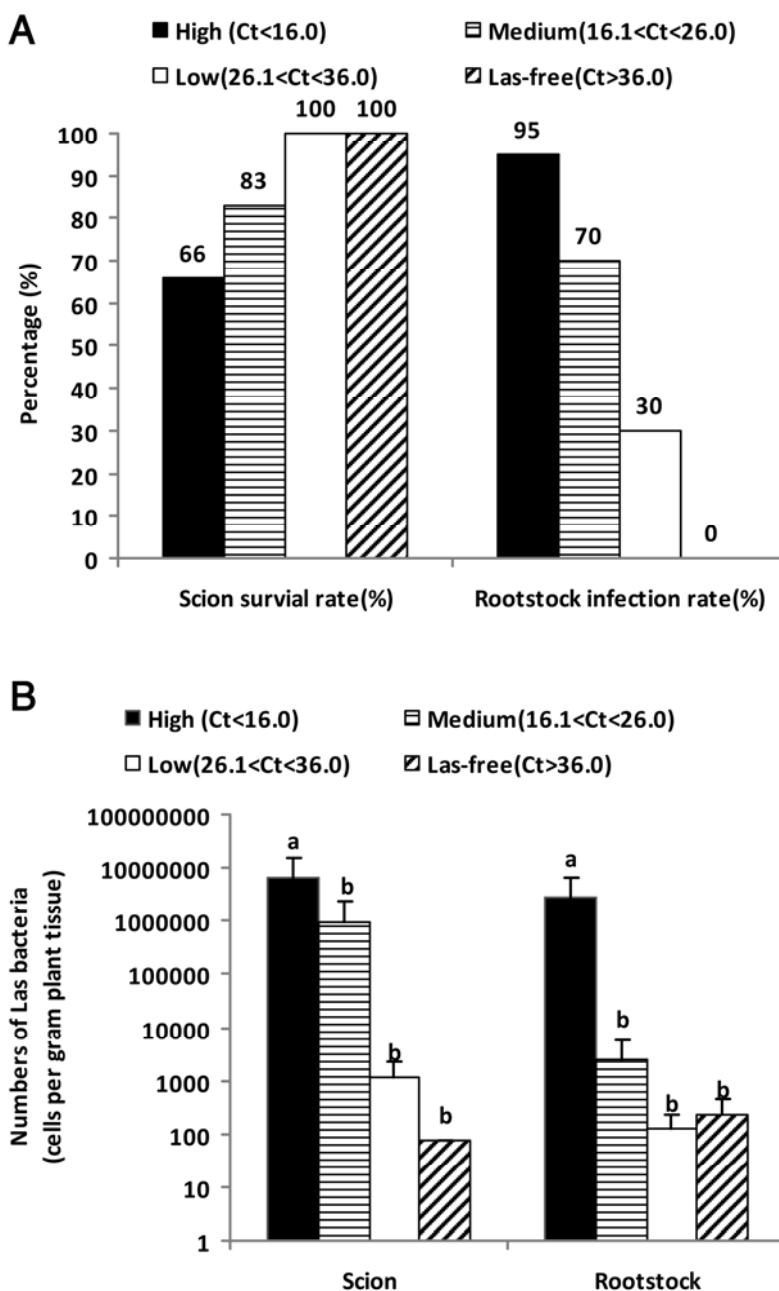 A
High (Ct<16.0) Medium(16.1<Ct<26.0)
Low(26.1<Ct<36.0) Las-free(Ct>36.0)
100 100
100
90
80
70
60
50
40
30
20
10
0
Percentage (%)
66
83
95
70
30
0
Scion survial rate(%) Rootstock infection rate(%)
B
High (Ct<16.0) Medium(16.1<Ct<26.0)
Low(26.1<Ct<36.0) Las-free(Ct>36.0)
100000000
10000000
1000000
100000
10000
1000
100
10
1
Numbers of Las bacteria
(cells per gram plant tissue)
a
b
b
b
a
b
b
b
Scion Rootstock